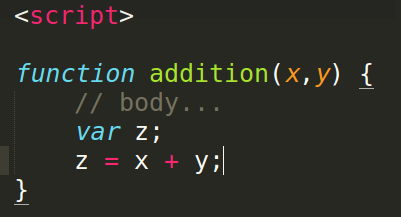 <script>
function addition(x,y) {
// body...
var z;
z = x + y;
}